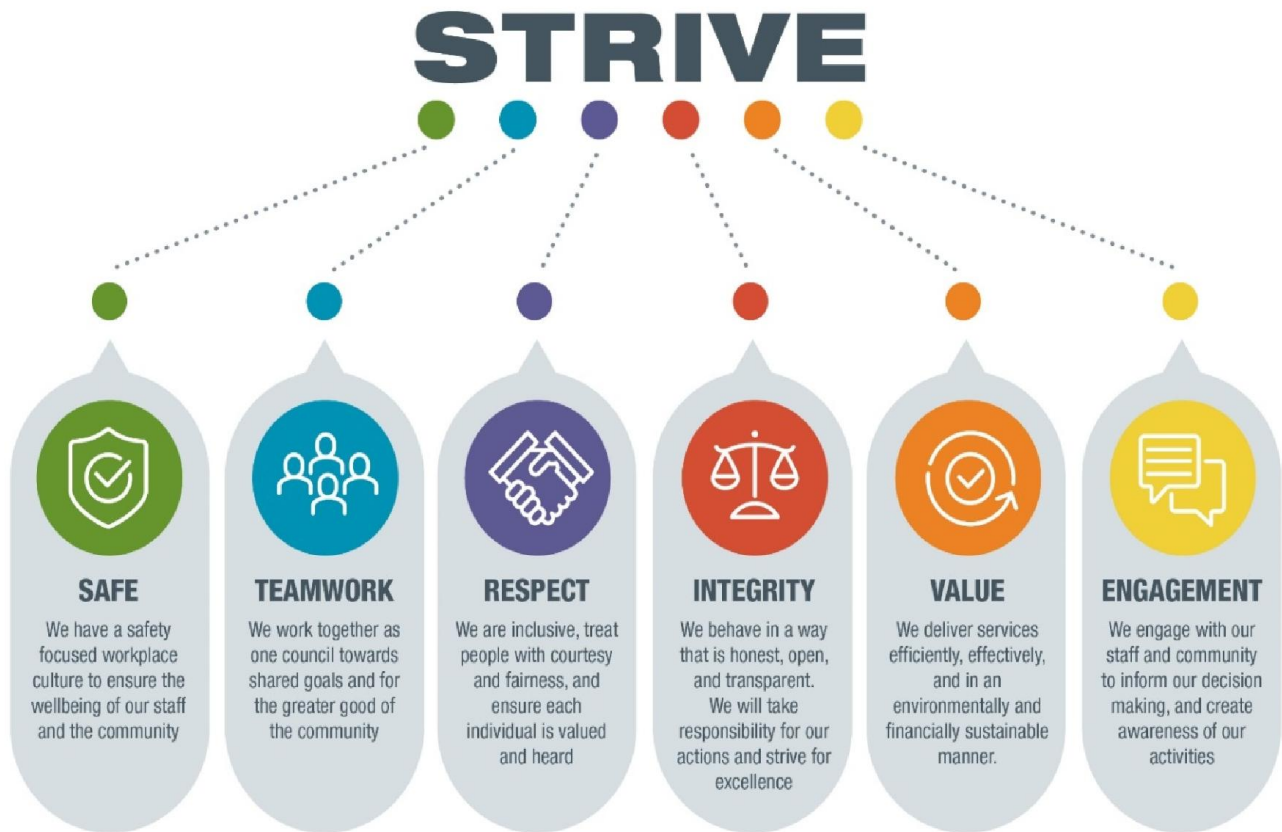 STRIVE
SAFE
We have a safety
focused workplace
culture to ensure the
wellbeing of our staff
and the community
TEAMWORK
We work together as
one council towards
shared goals and for
the greater good of
the community
RESPECT
We are inclusive, treat
people with courtesy
and fairness, and
ensure each
individual is valued
and heard
INTEGRITY
We behave in a way
that is honest, open,
and transparent.
We will take
responsibility for our
actions and strive for
excellence
VALUE
We deliver services
efficiently, effectively,
and in an
environmentally and
financially sustainable
manner.
ENGAGEMENT
We engage with our
staff and community
to inform our decision
making, and create
awareness of our
activities